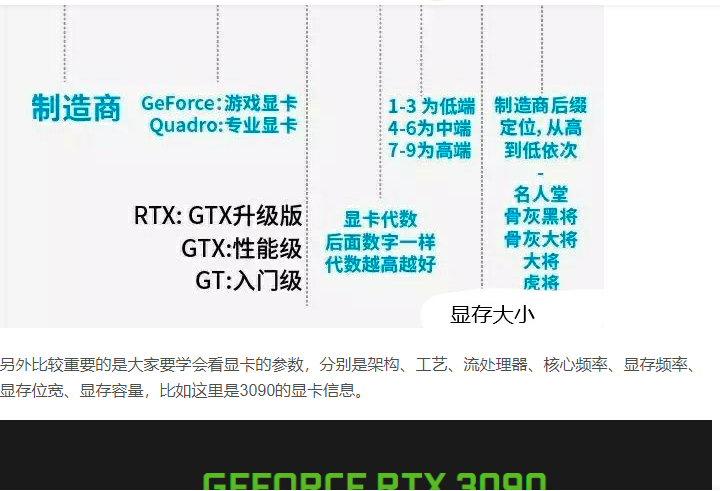 制造商
GeForce:游戏显卡
Quadro:专业显卡
1-3 为低端
4-6为中端
7-9为高端
制造商后缀
定位, 从高
到低依次
-
名人堂
骨灰黑将
骨灰大将
大将
虎将
RTX: GTX升级版
GTX:性能级
GT:入门级
显卡代数
后面数字一样
代数越高越好
显存大小
另外比较重要的是大家要学会看显卡的参数，分别是架构、工艺、流处理器、核心频率、显存频率、
显存位宽、显存容量，比如这里是3090的显卡信息。
GEFORCE RTX 3090